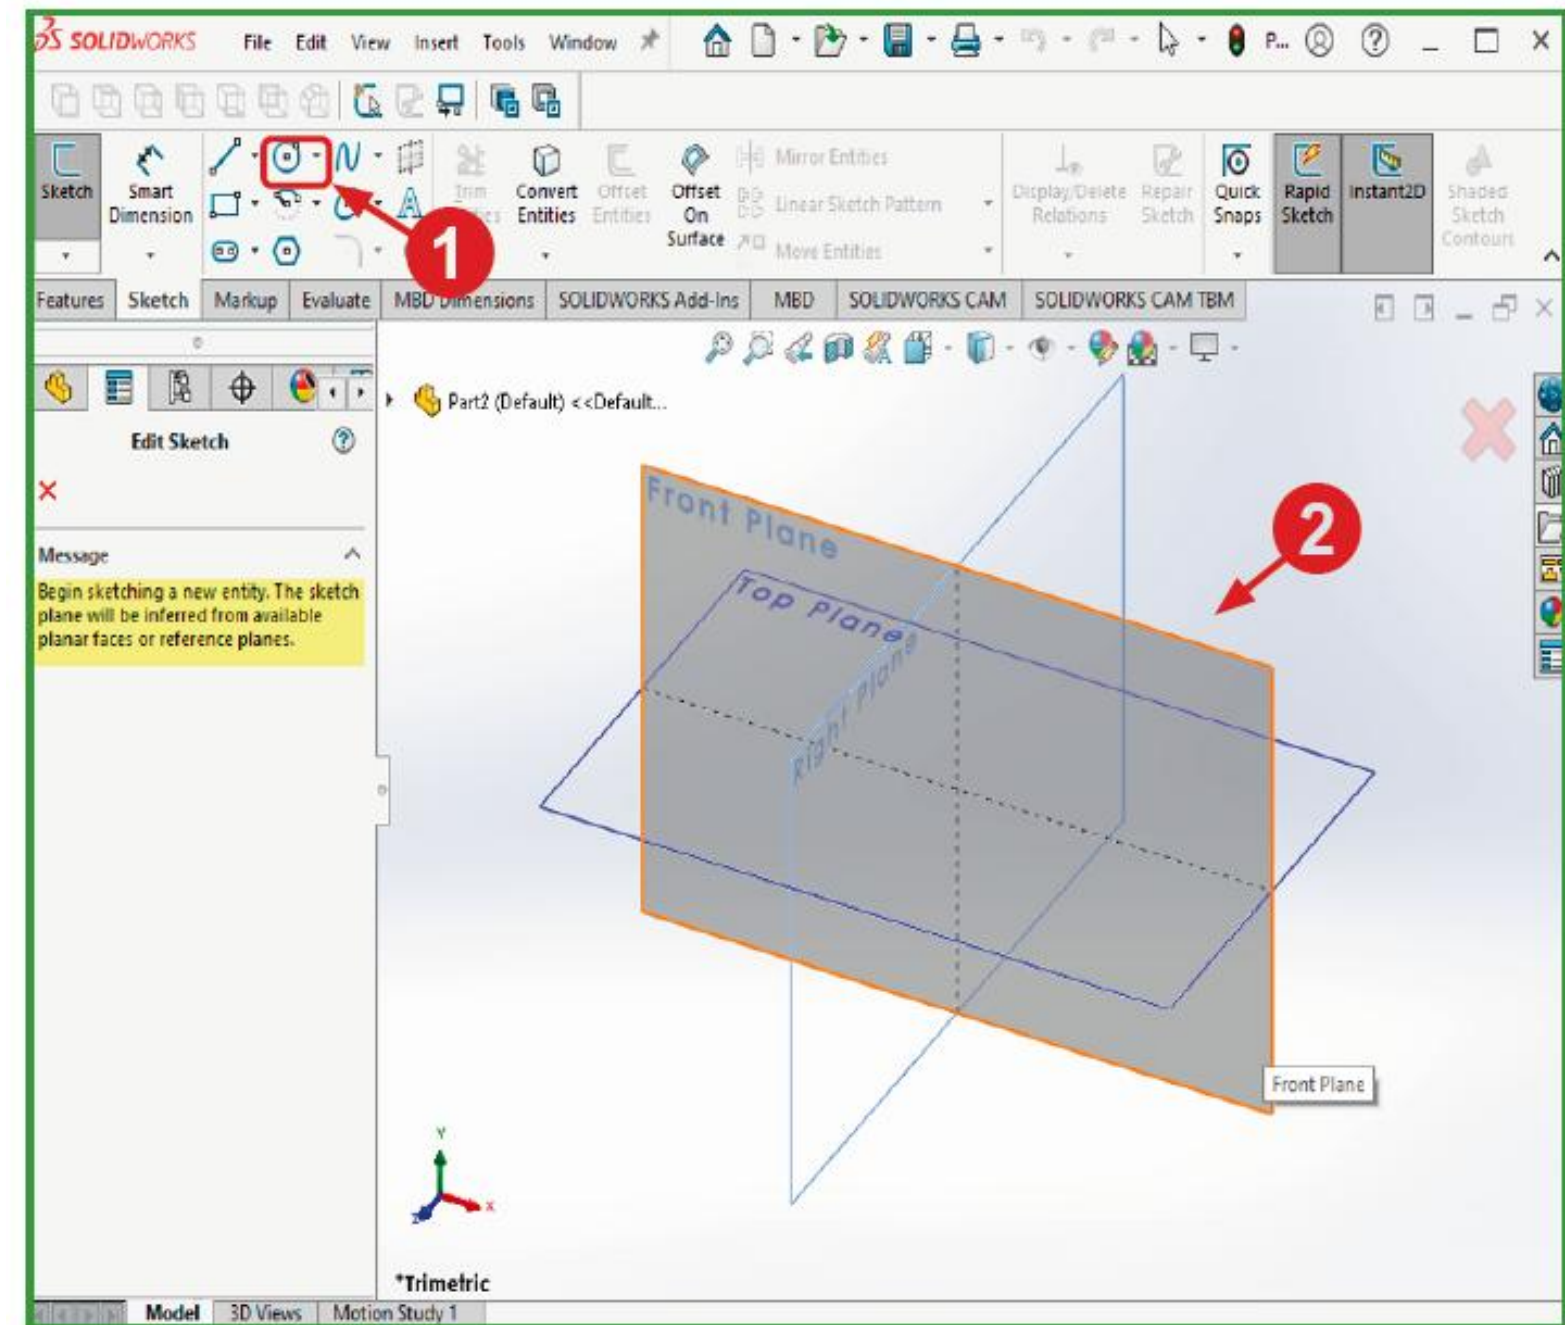 SOLIDWORKS File Edit View Insert Tools Window P...
Sketch
Smart
Dimension
Trim
Convert
Entities
Offset
Entities
Offset
On
Surface
Mirror Entities
Linear Sketch Pattern
Move Entities
Display/Delete
Relations
Repair
Sketch
Quick
Snaps
Rapid
Sketch
Instant2D
Shaded
Sketch
Contours
1
Features Sketch Markup Evaluate MBD Dimensions SOLIDWORKS Add-Ins MBD SOLIDWORKS CAM SOLIDWORKS CAM TBM
Part2 (Default) <<Default...
Edit Sketch
Message
Begin sketching a new entity. The sketch
plane will be inferred from available
planar faces or reference planes.
Front Plane
Top Plane
Right Plane
2
Front Plane
Y
X
Z
*Trimetric
Model 3D Views Motion Study 1